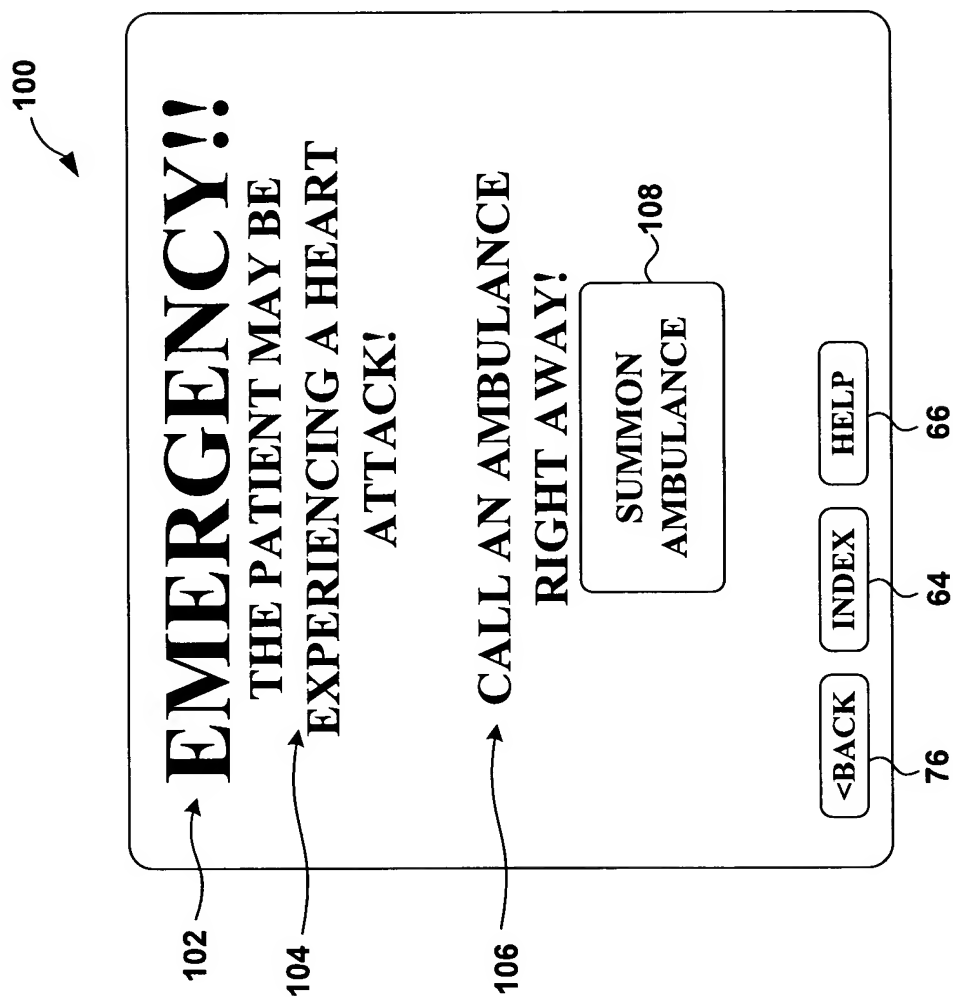 100
102
EMERGENCY!!
THE PATIENT MAY BE
104
EXPERIENCING A HEART
ATTACK!
106
CALL AN AMBULANCE
RIGHT AWAY!
SUMMON
AMBULANCE
108
<BACK
INDEX
HELP
76
64
66